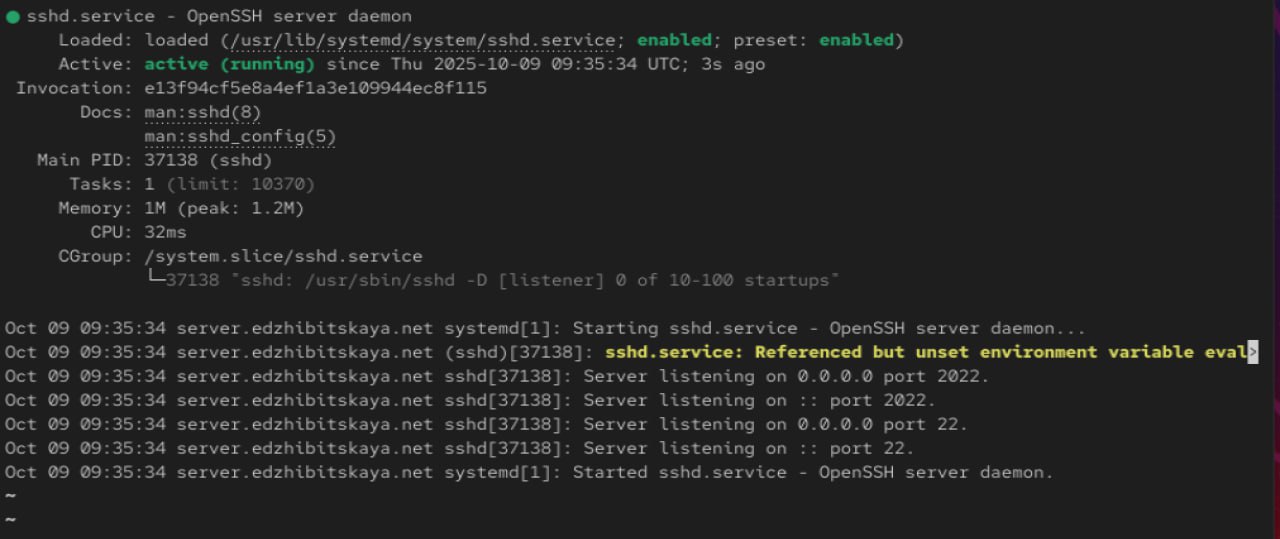 ● sshd.service - OpenSSH server daemon
Loaded: loaded (/usr/lib/systemd/system/sshd.service; enabled; preset: enabled)
Active: active (running) since Thu 2025-10-09 09:35:34 UTC; 3s ago
Invocation: e13f94cf5e8a4ef1a3e109944ec8f115
Docs: man:sshd(8)
man:sshd_config(5)
Main PID: 37138 (sshd)
Tasks: 1 (limit: 10370)
Memory: 1M (peak: 1.2M)
CPU: 32ms
CGroup: /system.slice/sshd.service
└─37138 "sshd: /usr/sbin/sshd -D [listener] 0 of 10-100 startups"
Oct 09 09:35:34 server.edzhibitskaya.net systemd[1]: Starting sshd.service - OpenSSH server daemon...
Oct 09 09:35:34 server.edzhibitskaya.net (sshd)[37138]: sshd.service: Referenced but unset environment variable eval>
Oct 09 09:35:34 server.edzhibitskaya.net sshd[37138]: Server listening on 0.0.0.0 port 2022.
Oct 09 09:35:34 server.edzhibitskaya.net sshd[37138]: Server listening on :: port 2022.
Oct 09 09:35:34 server.edzhibitskaya.net sshd[37138]: Server listening on 0.0.0.0 port 22.
Oct 09 09:35:34 server.edzhibitskaya.net sshd[37138]: Server listening on :: port 22.
Oct 09 09:35:34 server.edzhibitskaya.net systemd[1]: Started sshd.service - OpenSSH server daemon.
~
~